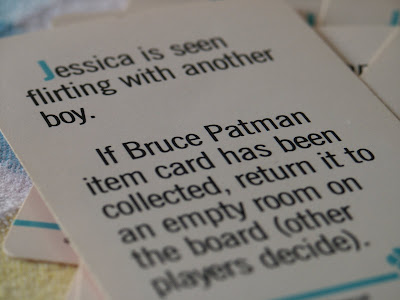 Jessica is seen
flirting with another
boy.
If Bruce Patman
item card has been
collected, return it to
an empty room on
the board (other
players decide).